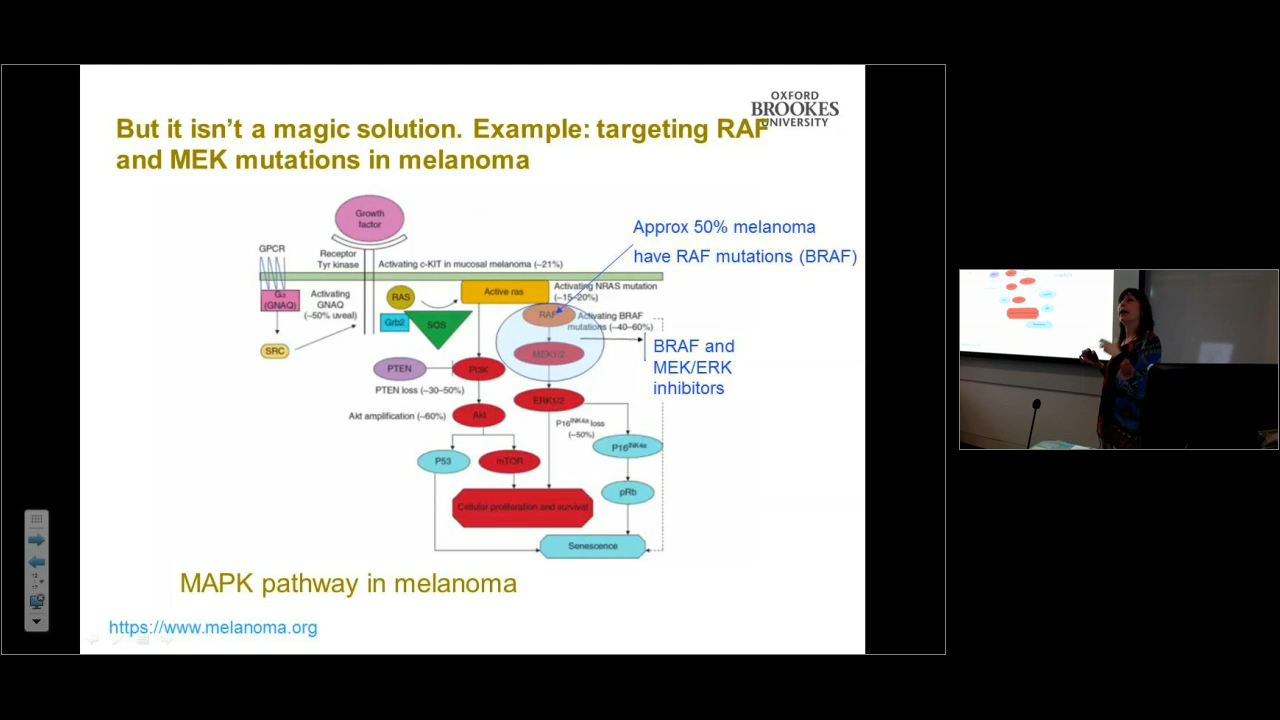 OXFORD
BROOKES
UNIVERSITY
But it isn't a magic solution. Example: targeting RAF
and MEK mutations in melanoma
Growth
factor
Approx 50% melanoma
have RAF mutations (BRAF)
GPCR
Receptor
Tyr kinase
Activating c-KIT in mucosal melanoma (~21%)
Gα
(GNAQ)
Activating
GNAQ
(~50% uveal)
RAS
Active ras
Activating NRAS mutation
(~15–20%)
Grb2
SOS
RAF
Activating BRAF
mutations (~40–60%)
SRC
BRAF and
MEK/ERK
inhibitors
MEK1/2
PTEN
PI3K
PTEN loss (~30–50%)
ERK1/2
Akt amplification (~60%)
Akt
P16INK4a loss
(~50%)
P16INK4a
P53
mTOR
pRb
Cellular proliferation and survival
Senescence
MAPK pathway in melanoma
https://www.melanoma.org